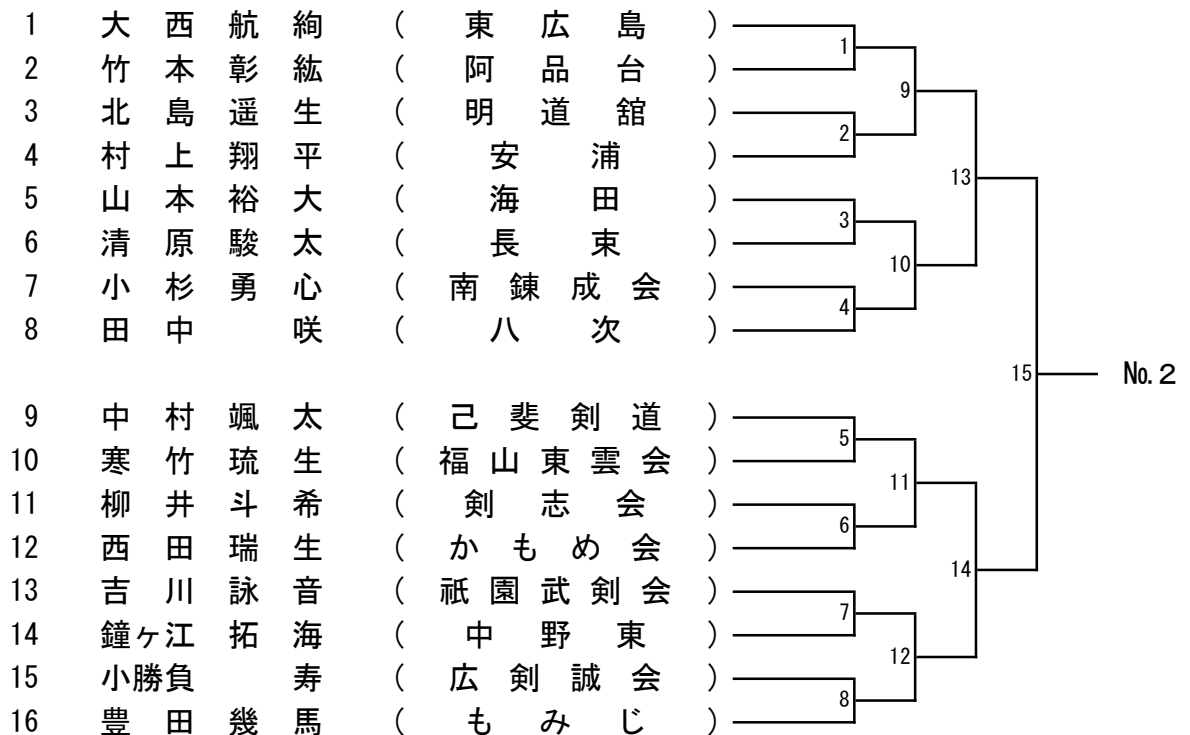 1 大西航絢 (東広島)
2 竹本彰紘 (阿品台)
3 北島遥生 (明道舘)
4 村上翔平 (安浦)
5 山本裕大 (海田)
6 清原駿太 (長束)
7 小杉勇心 (南錬成会)
8 田中 咲 (八次)
9 中村颯太 (己斐剣道)
10 寒竹琉生 (福山東雲会)
11 柳井斗希 (剣志会)
12 西田瑞生 (かもめ会)
13 吉川詠音 (祇園武剣会)
14 鐘ヶ江拓海 (中野東)
15 小勝負 寿 (広剣誠会)
16 豊田幾馬 (もみじ)
1
2
3
4
5
6
7
8
9
10
11
12
13
14
15
№.2